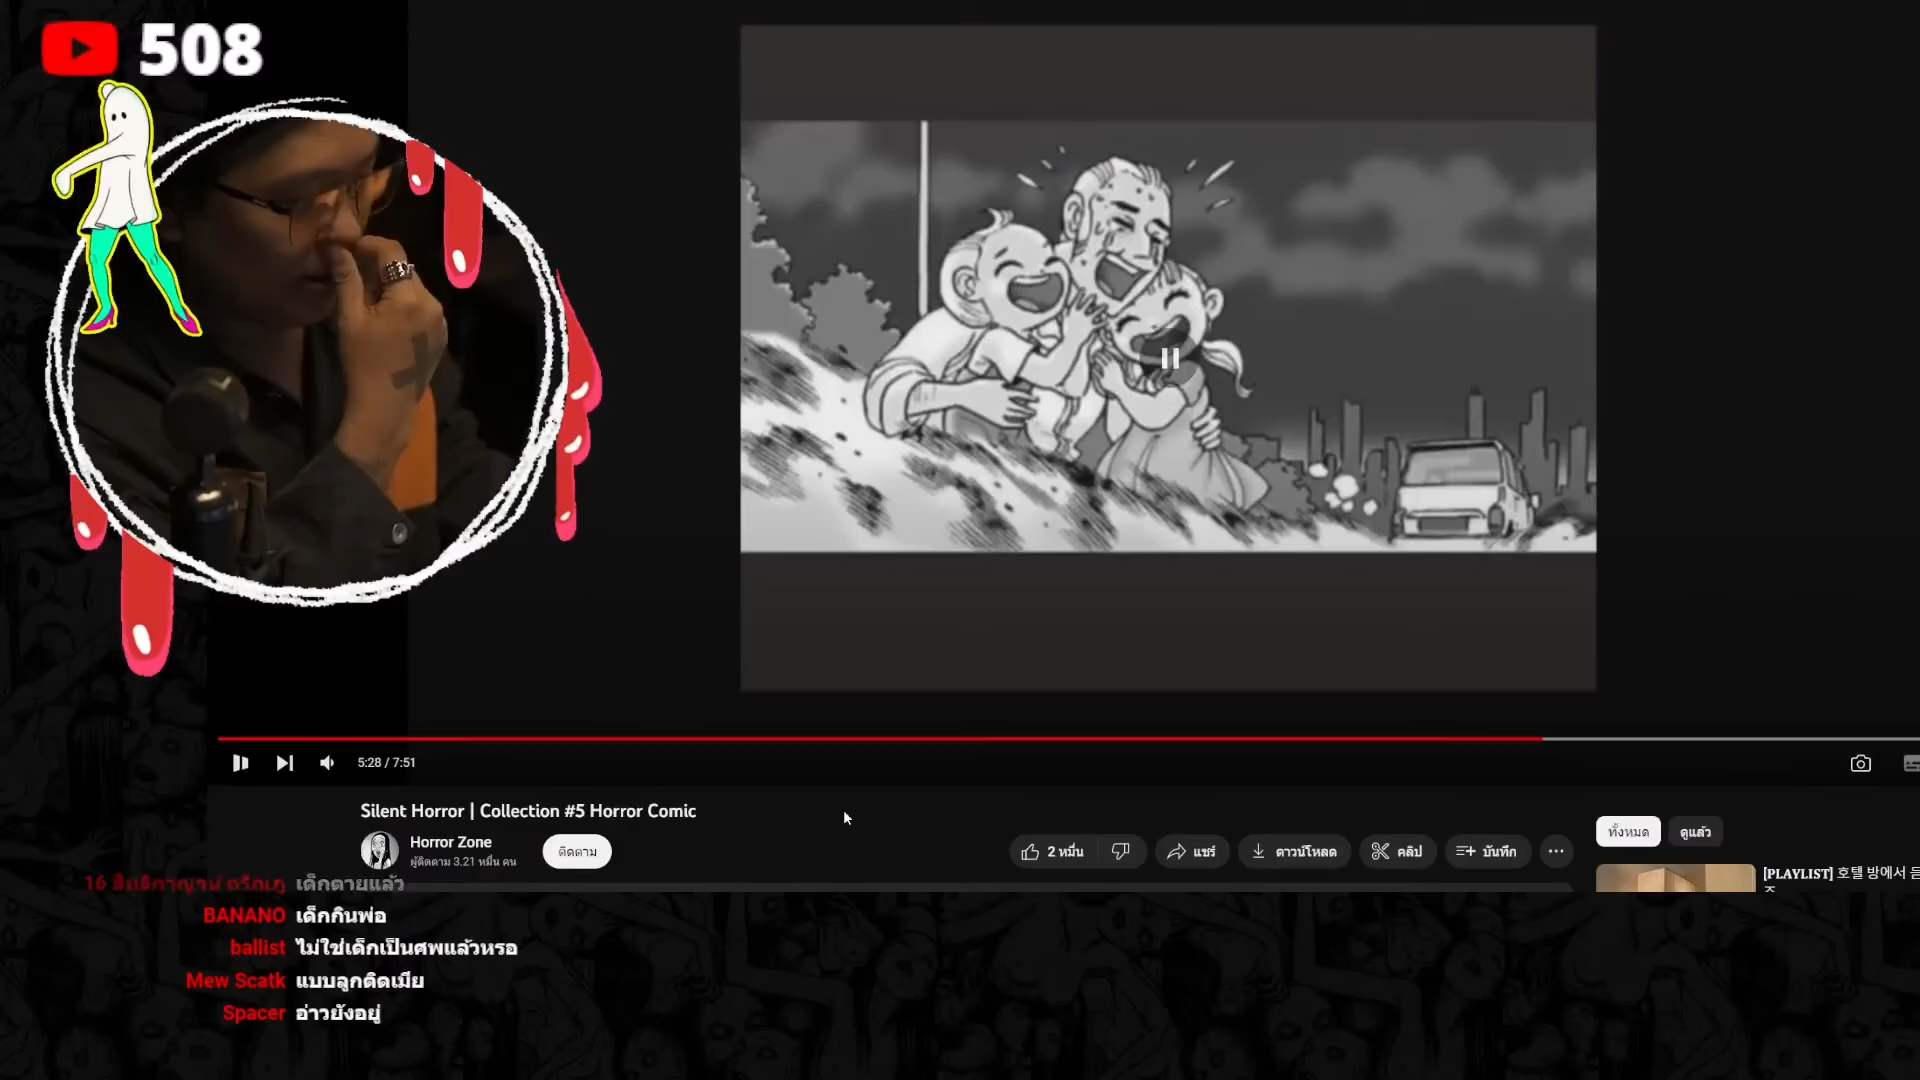 508
5:28 / 7:51
Silent Horror | Collection #5 Horror Comic
Horror Zone
ผู้ติดตาม 3.21 หมื่น คน
ติดตาม
2 หมื่น
แชร์
ดาวน์โหลด
คลิป
บันทึก
ทั้งหมด
ดูแล้ว
[PLAYLIST] 호텔 방에서 듣
เด็กตายแล้ว
BANANO เด็กกินพ่อ
ballist ไม่ใช่เด็กเป็นศพแล้วหรอ
Mew Scatk แบบลูกติดเมีย
Spacer อ่าวยังอยู่